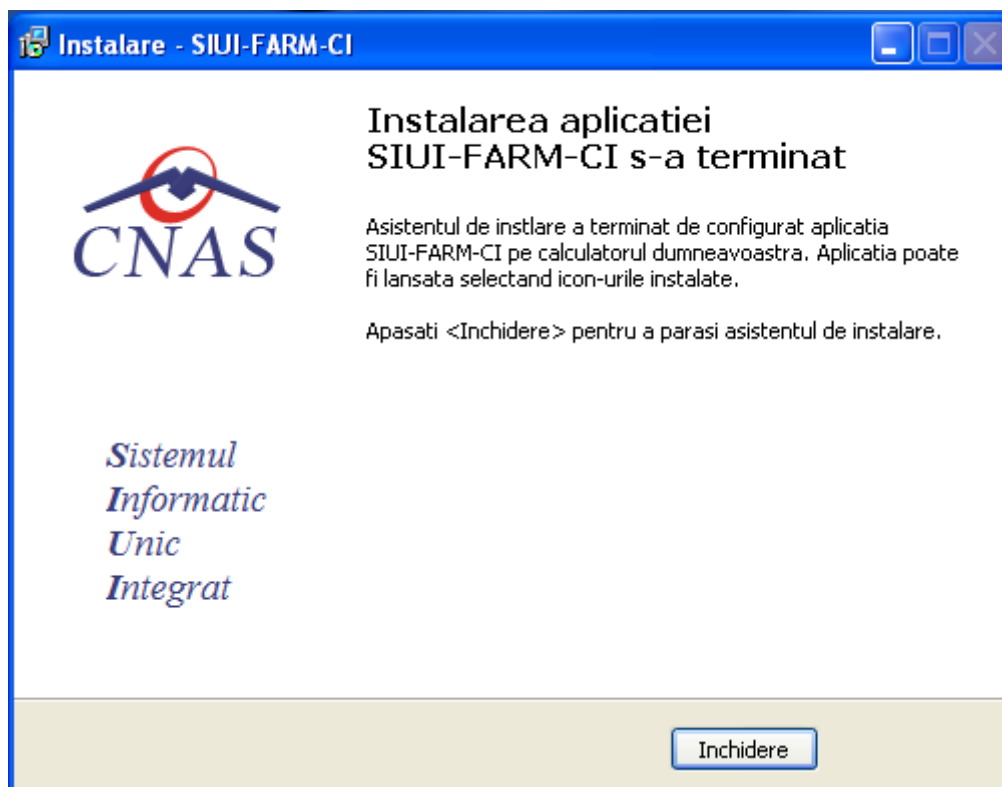 Instalare - SIUI-FARM-CI
Instalarea aplicatiei
SIUI-FARM-CI s-a terminat
CNAS
Asistentul de instlare a terminat de configurat aplicatia
SIUI-FARM-CI pe calculatorul dumneavoastra. Aplicatia poate
fi lansata selectand icon-urile instalate.
Apasati <Inchidere> pentru a parasi asistentul de instalare.
Sistemul
Informatic
Unic
Integrat
Inchidere